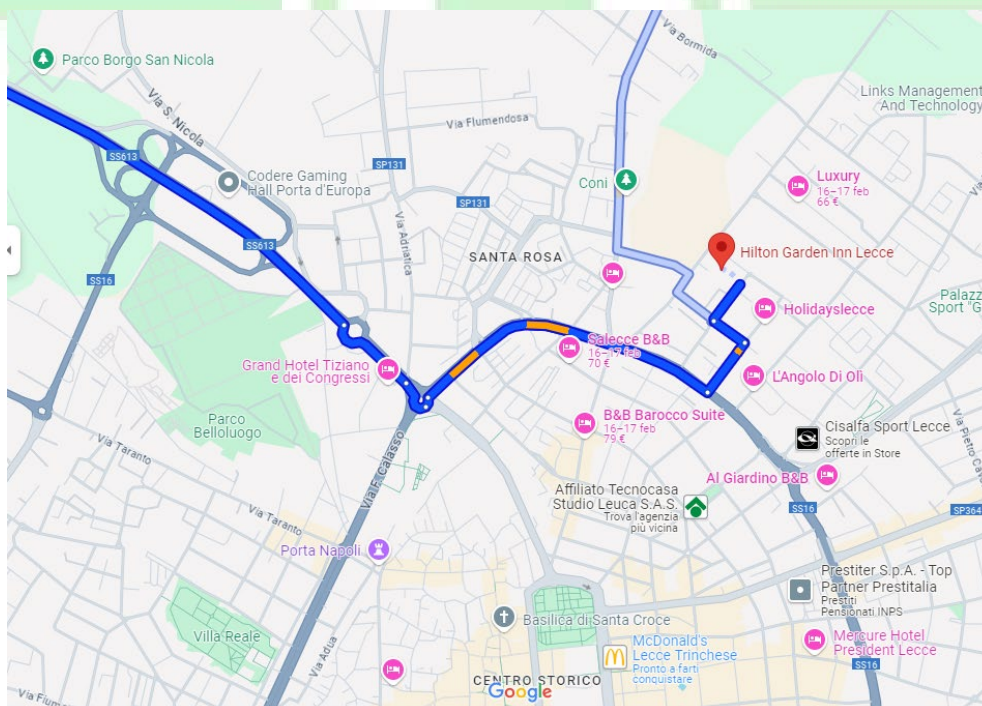 Parco Borgo San Nicola
Via S. Nicola
Via Bormida
Links Management
And Technology
Via Flumendosa
SS613
SP131
Codere Gaming
Hall Porta d'Europa
Coni
Luxury
16–17 feb
66 €
SP131
Via Adriatica
SS613
SANTA ROSA
Hilton Garden Inn Lecce
SS16
Palazz
Sport "G
Holidayslecce
Salecce B&B
16–17 feb
70 €
Grand Hotel Tiziano
e dei Congressi
L'Angolo Di Olì
Parco
Belloluogo
B&B Barocco Suite
16–17 feb
79 €
Cisalfa Sport Lecce
Scopri le
offerte in Store
Via Taranto
Via F. Calasso
Al Giardino B&B
Affiliato Tecnocasa
Studio Leuca S.A.S.
Trova l'agenzia
più vicina
SS16
SP364
Via Taranto
Porta Napoli
Prestiter S.p.A. - Top
Partner Prestitalia
Prestiti
Pensionati INPS
Basilica di Santa Croce
Villa Reale
Via Adua
McDonald's
Lecce Trinchese
Pronto a farti
conquistare
Mercure Hotel
President Lecce
SS16
CENTRO STORICO
Google